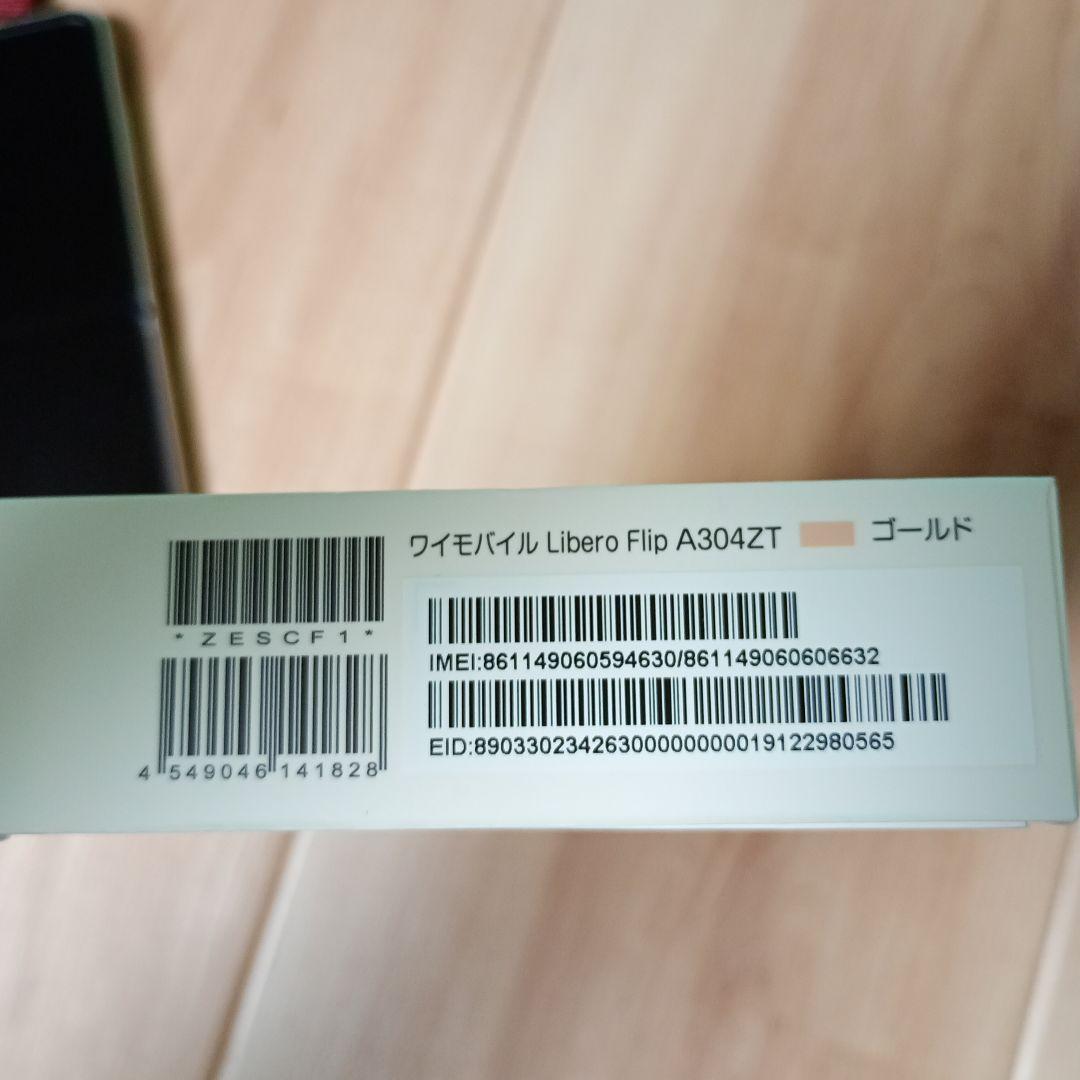 ワイモバイル Libero Flip A304ZT ゴールド
*ZESCF1*
4 549046 141828
IMEI:861149060594630/861149060606632
EID:89033023426300000000019122980565